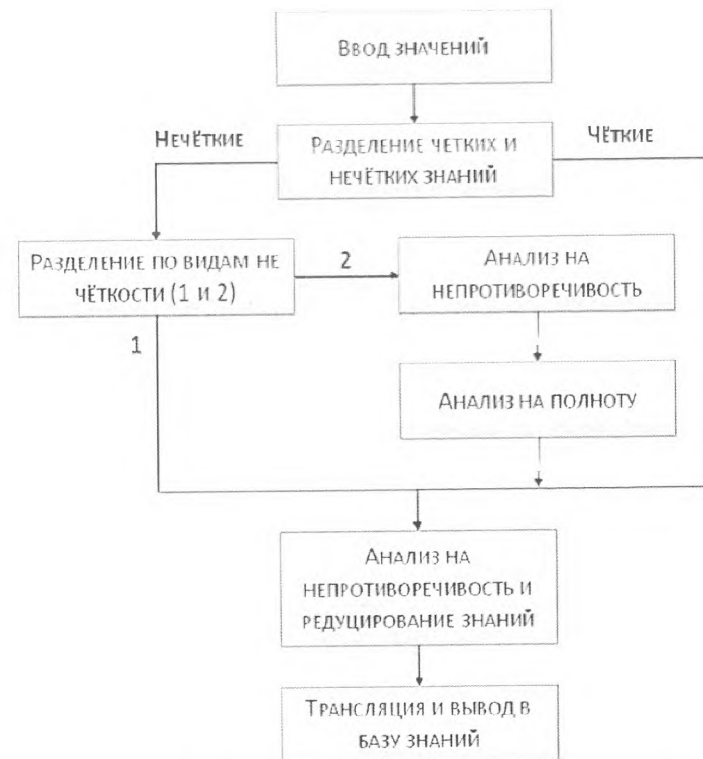 Ввод значений
Нечёткие
Чёткие
Разделение четких и
нечётких знаний
Разделение по видам не
чёткости (1 и 2)
2
Анализ на
непротиворечивость
1
Анализ на полноту
Анализ на
непротиворечивость и
редуцирование знаний
Трансляция и вывод в
базу знаний